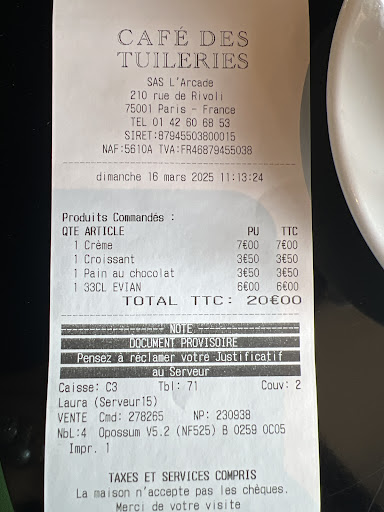 CAFÉ DES
TUILERIES
SAS L'Arcade
210 rue de Rivoli
75001 Paris - France
TEL 01 42 60 68 53
SIRET:87945503800015
NAF:5610A TVA:FR46879455038
dimanche 16 mars 2025 11:13:24
Produits Commandés :
QTE ARTICLE PU TTC
1 Crème 7€00 7€00
1 Croissant 3€50 3€50
1 Pain au chocolat 3€50 3€50
1 33CL EVIAN 6€00 6€00
TOTAL TTC: 20€00
NOTE
DOCUMENT PROVISOIRE
Pensez à réclamer votre Justificatif
au Serveur
Caisse: C3 Tbl: 71 Couv: 2
Laura (Serveur15)
VENTE Cmd: 278265 NP: 230938
NbL:4 Opossum V5.2 (NF525) B 0259 0C05
Impr. 1
TAXES ET SERVICES COMPRIS
La maison n'accepte pas les chèques.
Merci de votre visite